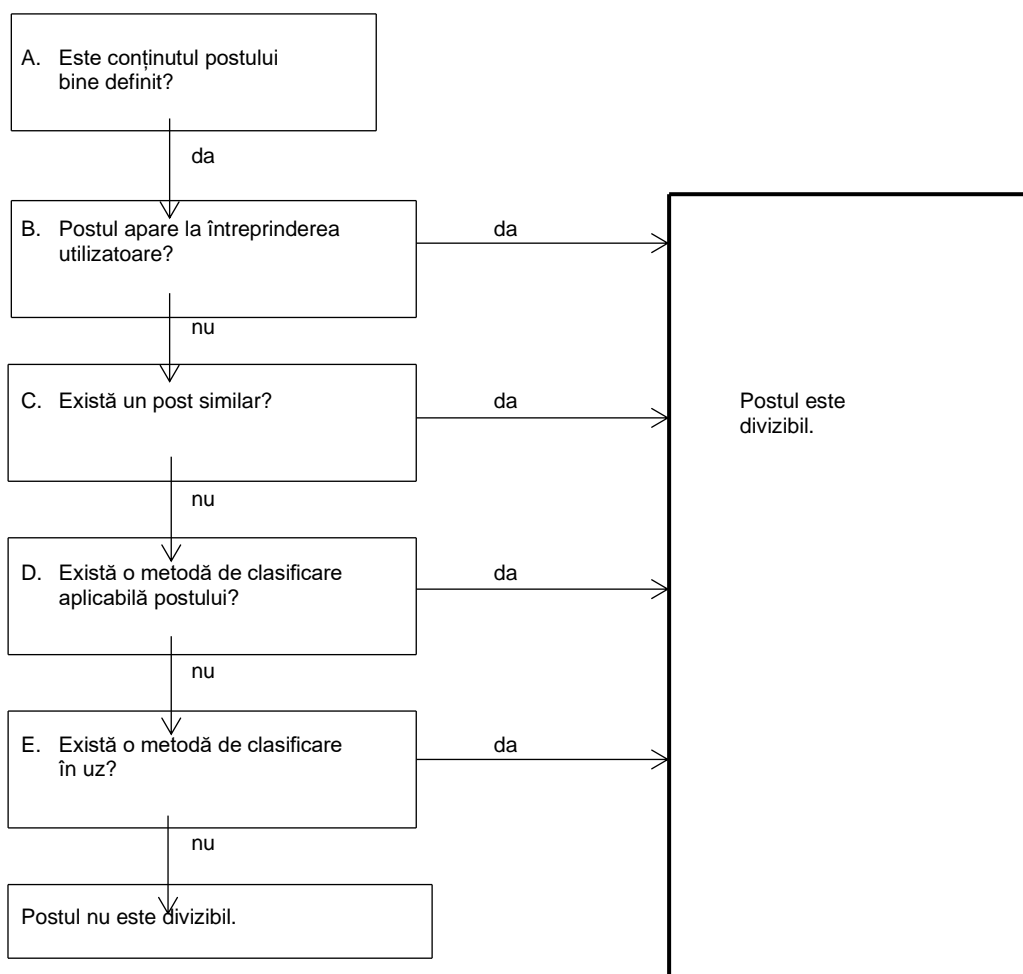 A. Este conținutul postului
bine definit?
da
B. Postul apare la întreprinderea
utilizatoare?
da
nu
C. Există un post similar?
da
Postul este
divizibil.
nu
D. Există o metodă de clasificare
aplicabilă postului?
da
nu
E. Există o metodă de clasificare
în uz?
da
nu
Postul nu este divizibil.